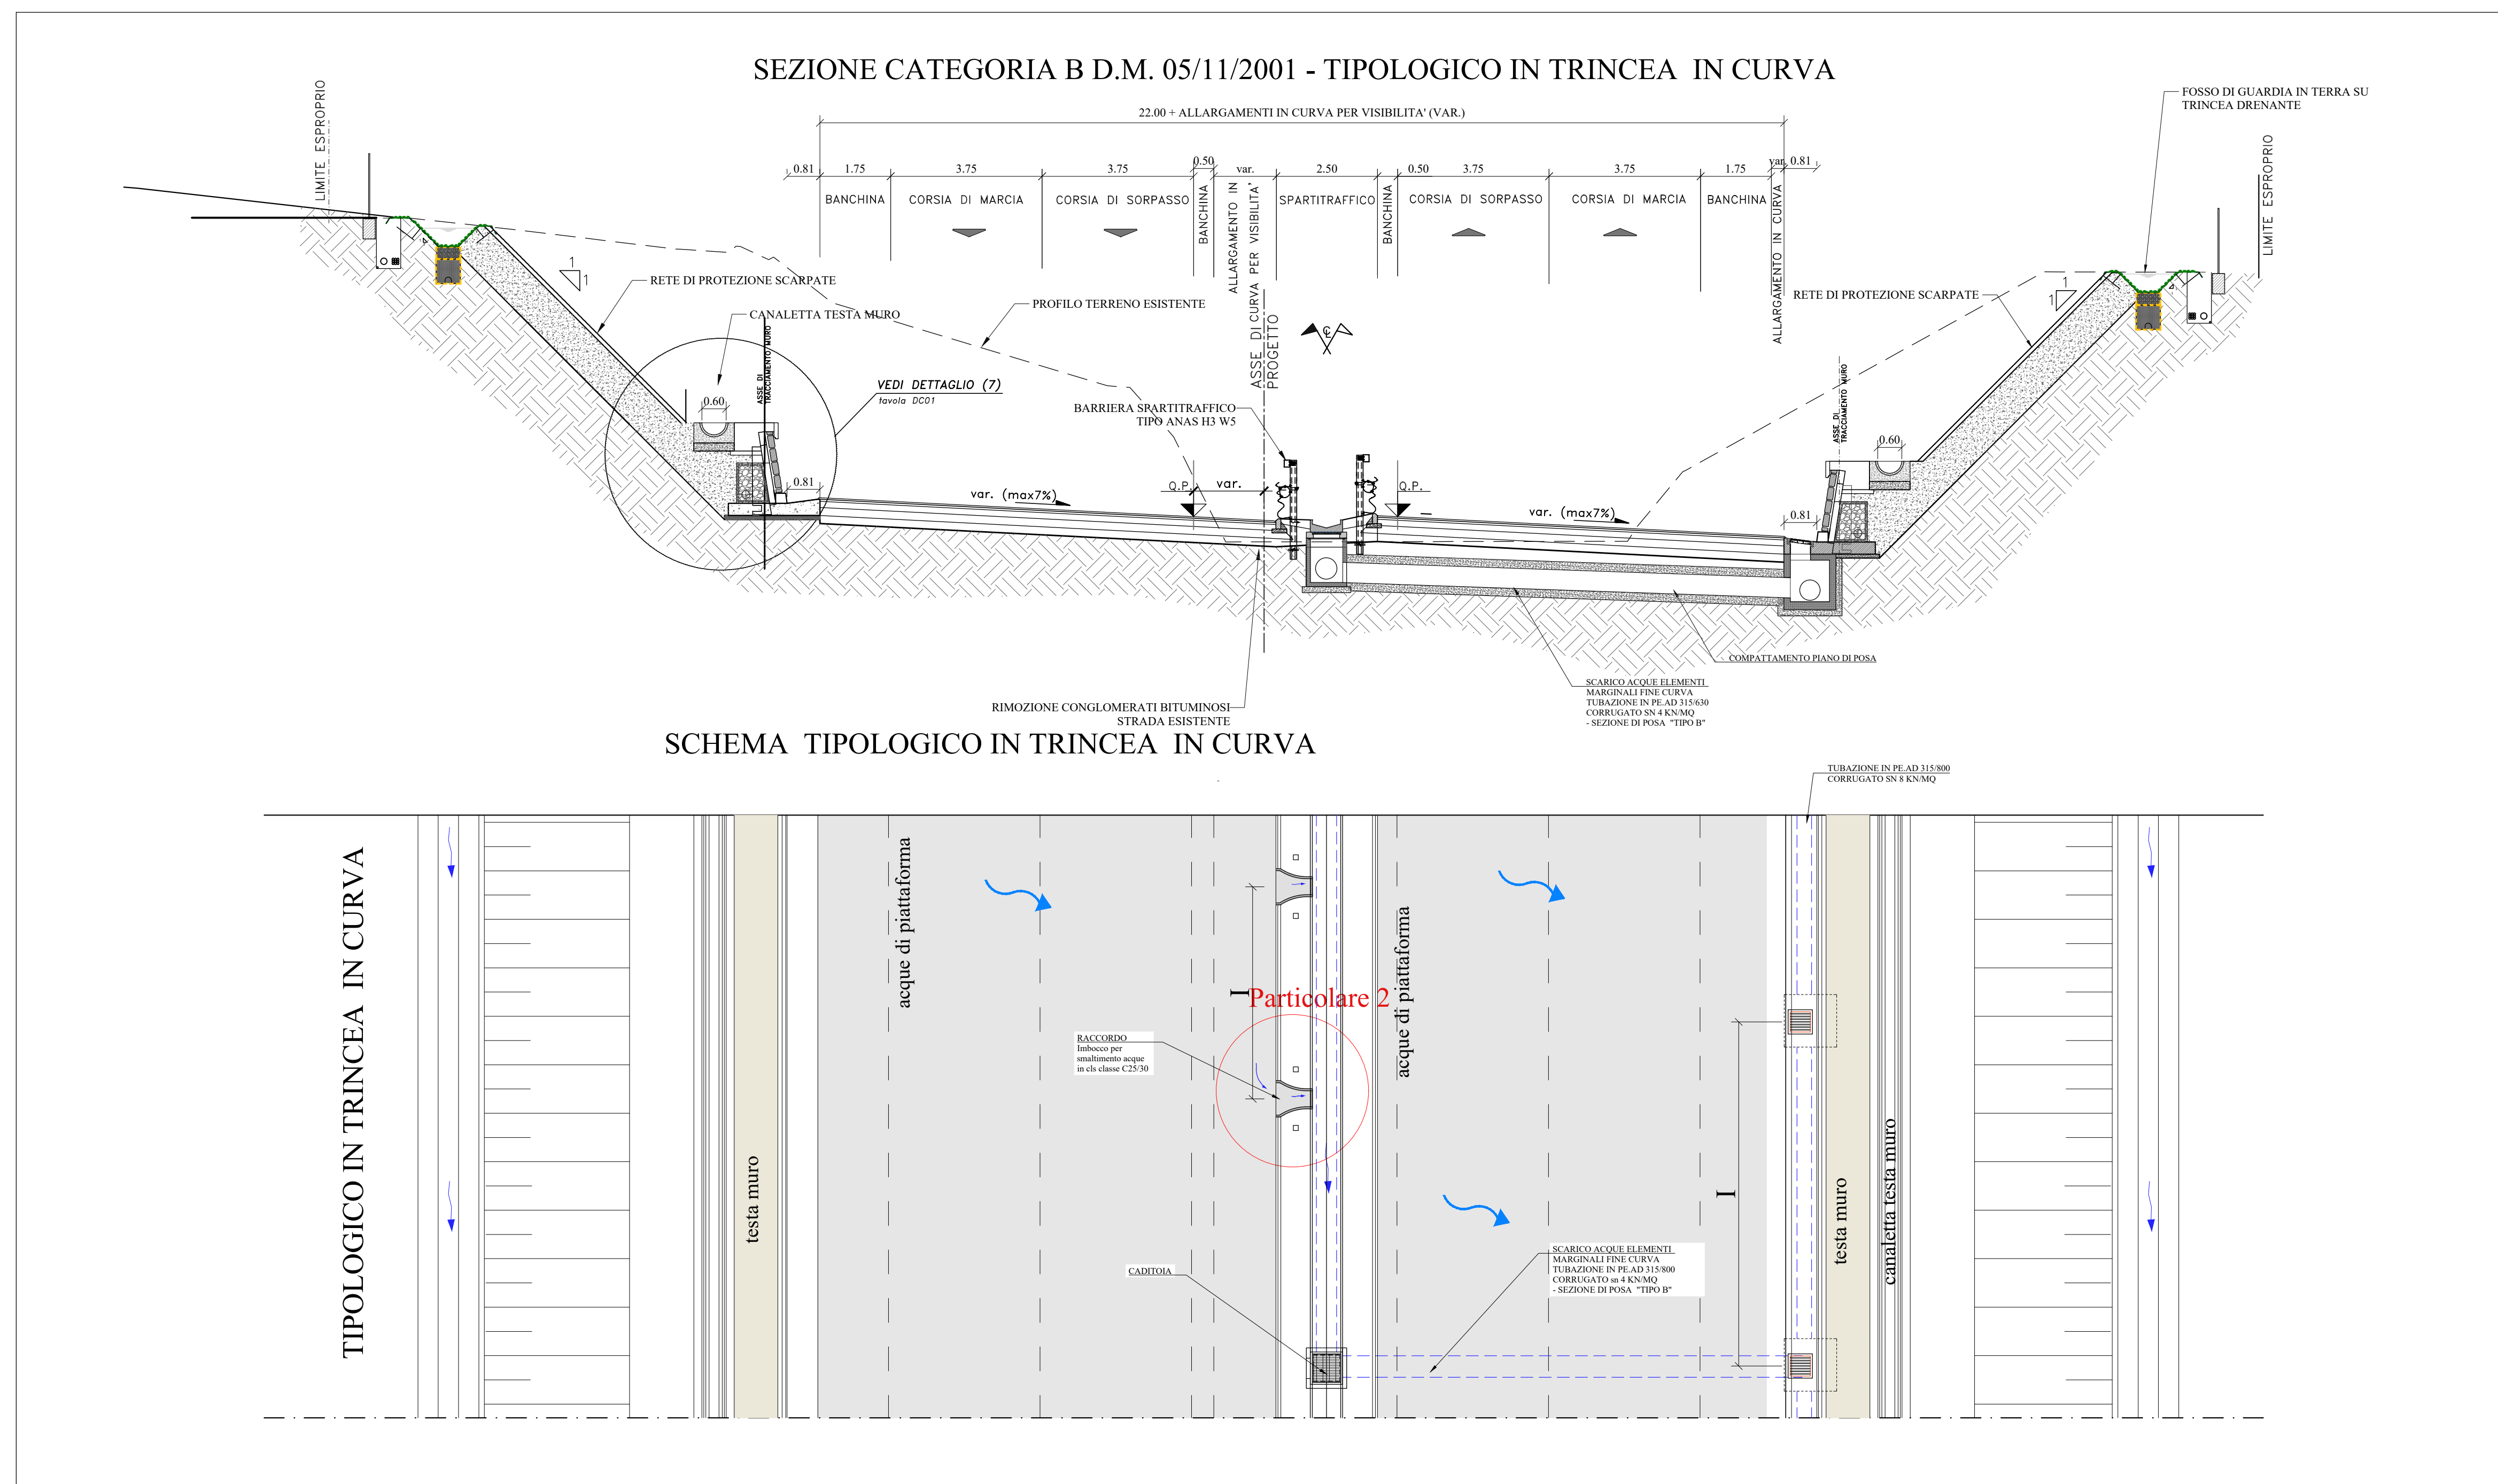 SEZIONE CATEGORIA B D.M. 05/11/2001 - TIPOLOGICO IN TRINCEA IN CURVA
22.00 + ALLARGAMENTI IN CURVA PER VISIBILITA' (VAR.)
FOSSO DI GUARDIA IN TERRA SU
TRINCEA DRENANTE
LIMITE ESPROPRIO
LIMITE ESPROPRIO
0.81
1.75
3.75
3.75
0.50
var.
2.50
0.50
3.75
3.75
1.75
var.
0.81
BANCHINA
CORSIA DI MARCIA
CORSIA DI SORPASSO
BANCHINA
ALLARGAMENTO IN
CURVA PER VISIBILITA'
SPARTITRAFFICO
BANCHINA
CORSIA DI SORPASSO
CORSIA DI MARCIA
BANCHINA
ALLARGAMENTO IN CURVA
1
1
RETE DI PROTEZIONE SCARPATE
PROFILO TERRENO ESISTENTE
CANALETTA TESTA MURO
ASSE DI
TRACCIAMENTO MURO
ASSE DI
PROGETTO
RETE DI PROTEZIONE SCARPATE
1
1
VEDI DETTAGLIO (7)
tavola DC01
0.60
BARRIERA SPARTITRAFFICO
TIPO ANAS H3 W5
ASSE DI
TRACCIAMENTO MURO
0.60
0.81
var. (max7%)
Q.P.
var.
Q.P.
var. (max7%)
0.81
COMPATTAMENTO PIANO DI POSA
SCARICO ACQUE ELEMENTI
MARGINALI FINE CURVA
TUBAZIONE IN PE.AD 315/630
CORRUGATO SN 4 KN/MQ
- SEZIONE DI POSA "TIPO B"
RIMOZIONE CONGLOMERATI BITUMINOSI
STRADA ESISTENTE
SCHEMA TIPOLOGICO IN TRINCEA IN CURVA
TUBAZIONE IN PE.AD 315/800
CORRUGATO SN 8 KN/MQ
TIPOLOGICO IN TRINCEA IN CURVA
acque di piattaforma
acque di piattaforma
I
Particolare 2
RACCORDO
Imbocco per
smaltimento acque
in cls classe C25/30
testa muro
I
testa muro
canaletta testa muro
CADITOIA
SCARICO ACQUE ELEMENTI
MARGINALI FINE CURVA
TUBAZIONE IN PE.AD 315/800
CORRUGATO sn 4 KN/MQ
- SEZIONE DI POSA "TIPO B"